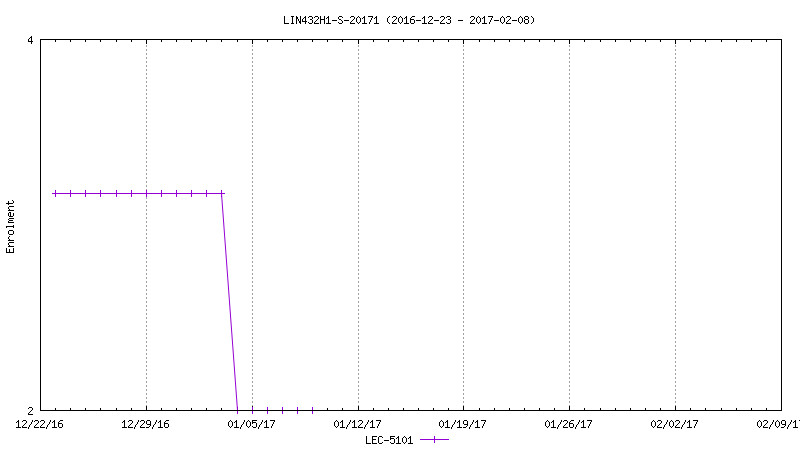 LIN432H1-S-20171 (2016-12-23 - 2017-02-08)
4
Enrolment
2
12/22/16 12/29/16 01/05/17 01/12/17 01/19/17 01/26/17 02/02/17 02/09/1
LEC-5101